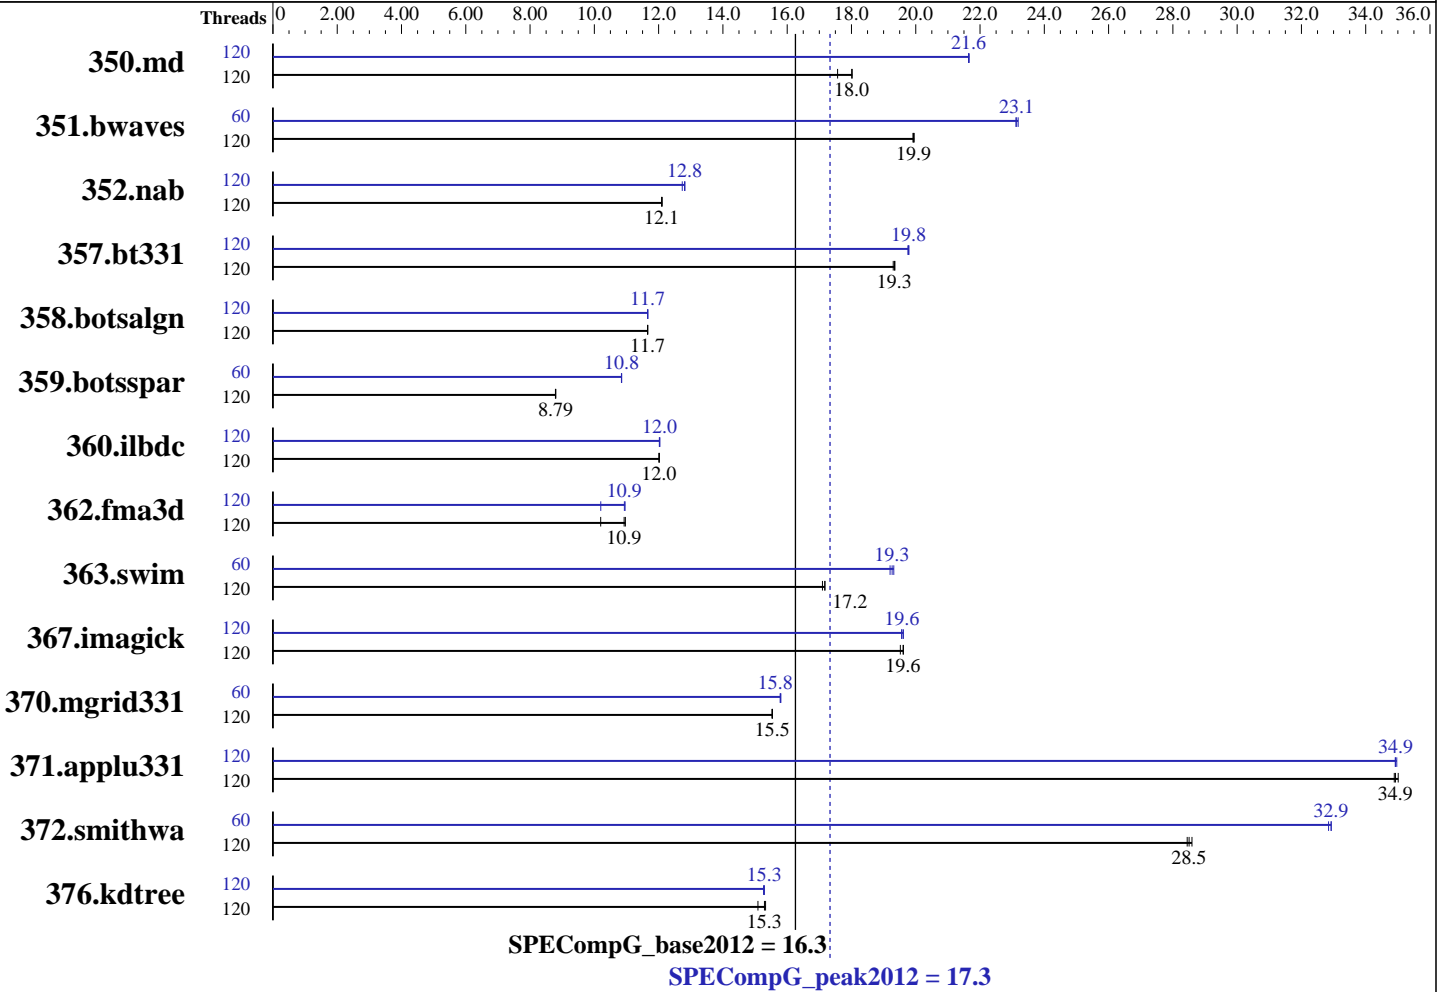 Threads 0 2.00 4.00 6.00 8.00 10.0 12.0 14.0 16.0 18.0 20.0 22.0 24.0 26.0 28.0 30.0 32.0 34.0 36.0
350.md 120 21.6
120 18.0
351.bwaves 60 23.1
120 19.9
352.nab 120 12.8
120 12.1
357.bt331 120 19.8
120 19.3
358.botsalgn 120 11.7
120 11.7
359.botsspar 60 10.8
120 8.79
360.ilbdc 120 12.0
120 12.0
362.fma3d 120 10.9
120 10.9
363.swim 60 19.3
120 17.2
367.imagick 120 19.6
120 19.6
370.mgrid331 60 15.8
120 15.5
371.applu331 120 34.9
120 34.9
372.smithwa 60 32.9
120 28.5
376.kdtree 120 15.3
120 15.3
SPECompG_base2012 = 16.3
SPECompG_peak2012 = 17.3